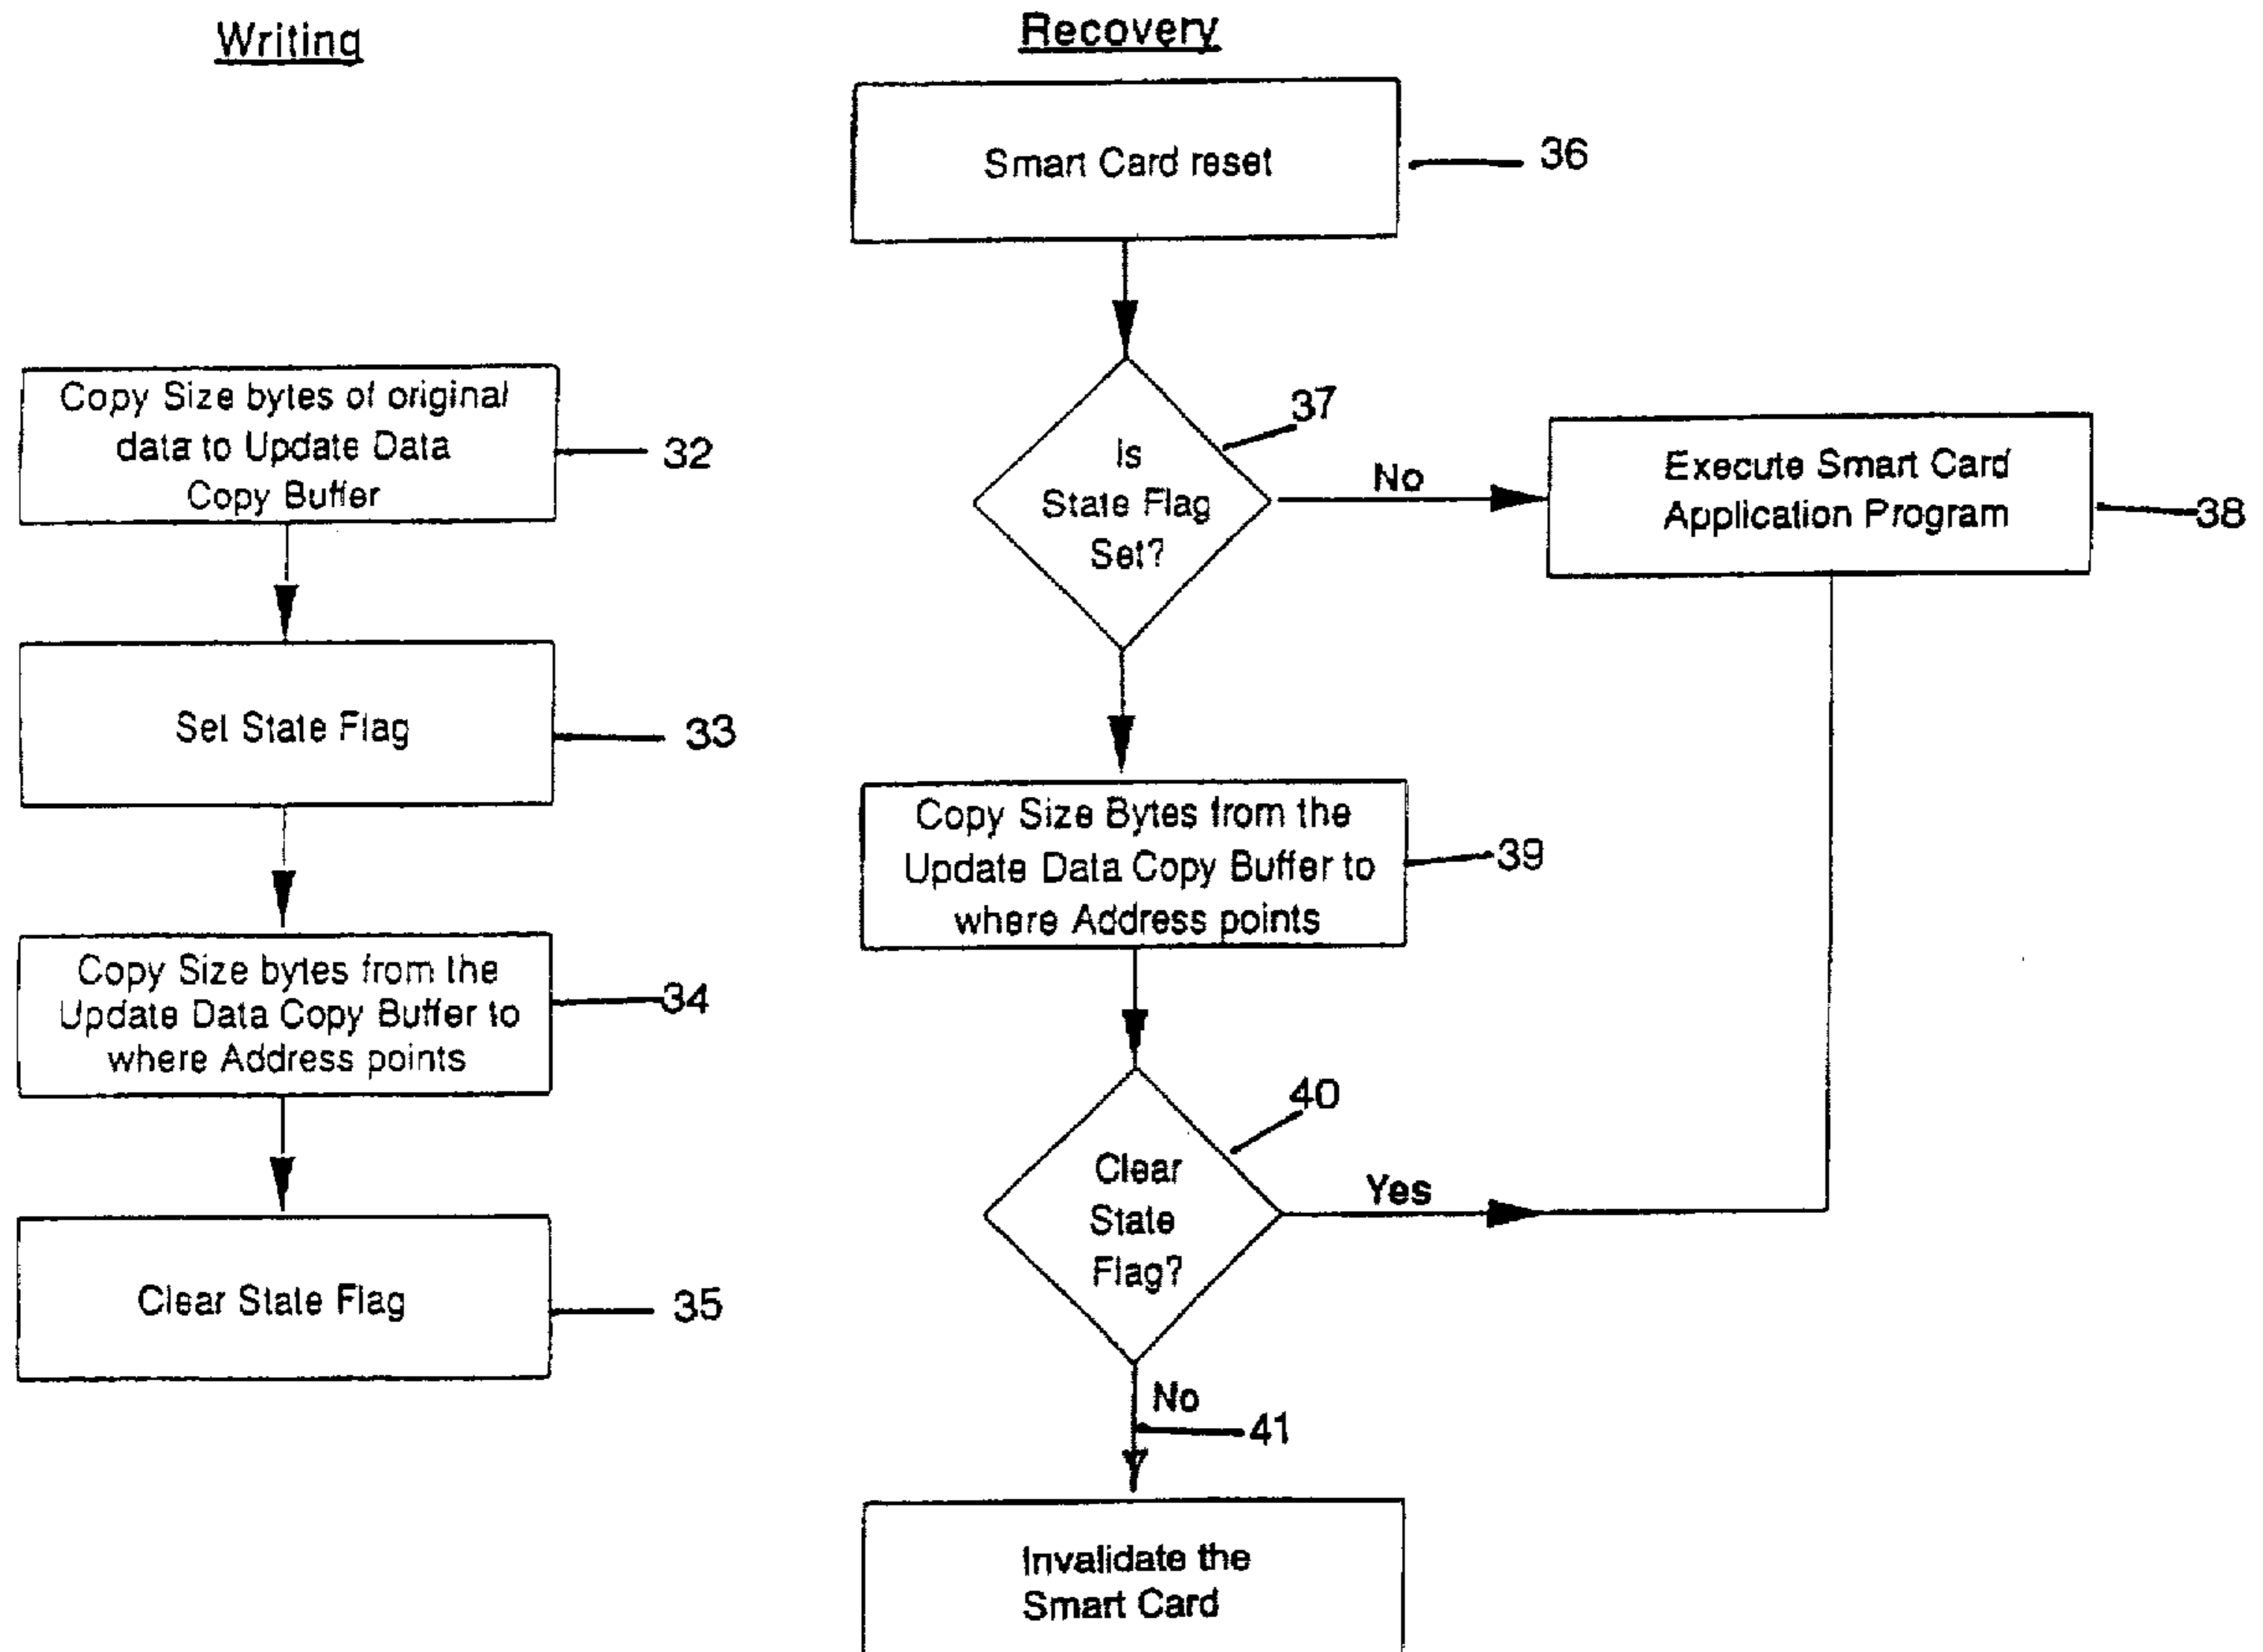 Writing
Copy Size bytes of original
data to Update Data
Copy Buffer
32
Set State Flag
33
Copy Size bytes from the
Update Data Copy Buffer to
where Address points
34
Clear State Flag
35
Recovery
Smart Card reset
36
Is
State Flag
Set?
37
No
Execute Smart Card
Application Program
38
Copy Size Bytes from the
Update Data Copy Buffer to
where Address points
39
Clear
State
Flag?
40
Yes
No
41
Invalidate the
Smart Card